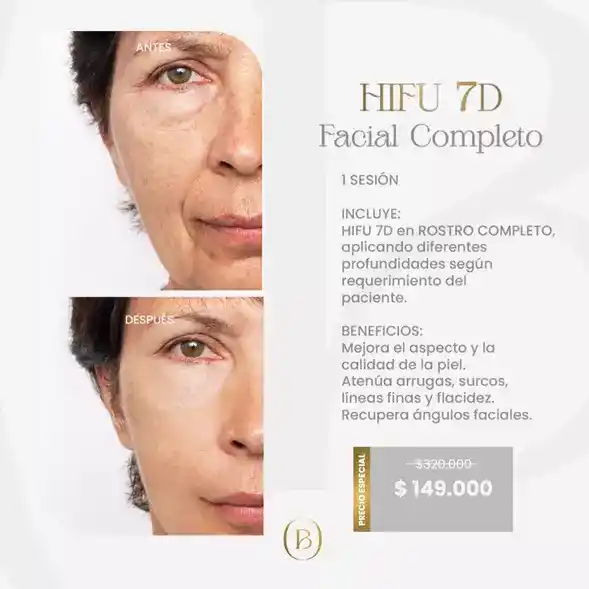 ANTES
DESPUÉS
HIFU 7D
Facial Completo
1 SESIÓN
INCLUYE:
HIFU 7D en ROSTRO COMPLETO,
aplicando diferentes
profundidades según
requerimiento del
paciente.
BENEFICIOS:
Mejora el aspecto y la
calidad de la piel.
Atenúa arrugas, surcos,
líneas finas y flacidez.
Recupera ángulos faciales.
PRECIO ESPECIAL
$320.000
$149.000
B